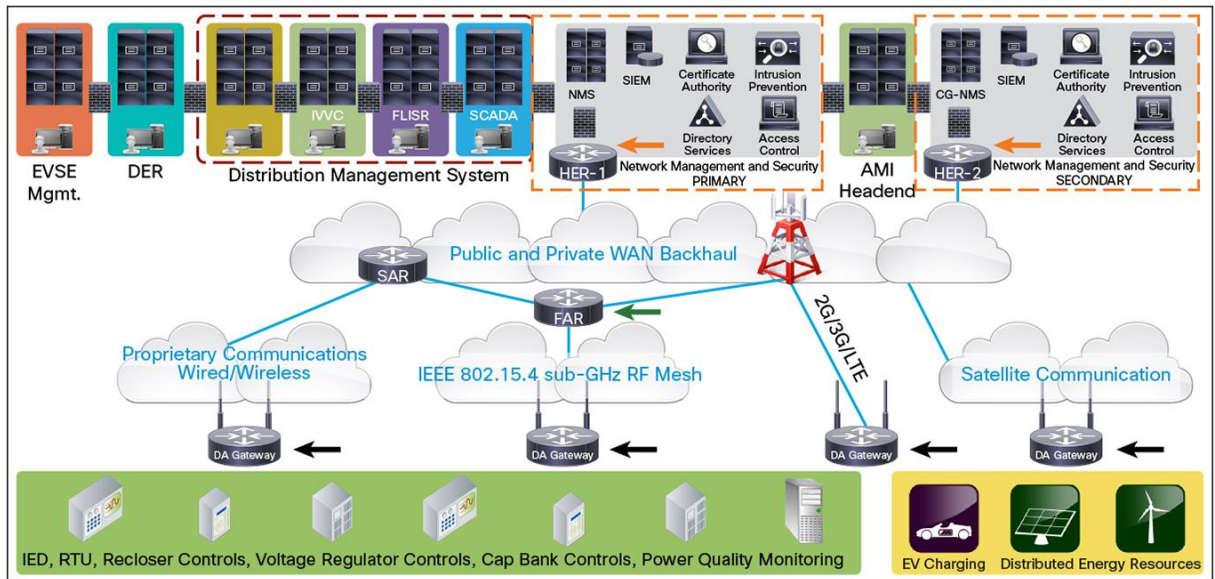 EVSE
Mgmt.
DER
IVVC
FLISR
SCADA
Distribution Management System
NMS
SIEM
Certificate
Authority
Intrusion
Prevention
Directory
Services
Access
Control
HER-1
Network Management and Security
PRIMARY
AMI
Headend
CG-NMS
SIEM
Certificate
Authority
Intrusion
Prevention
Directory
Services
Access
Control
HER-2
Network Management and Security
SECONDARY
Public and Private WAN Backhaul
SAR
FAR
2G/3G/LTE
Proprietary Communications
Wired/Wireless
IEEE 802.15.4 sub-GHz RF Mesh
Satellite Communication
DA Gateway
DA Gateway
DA Gateway
DA Gateway
IED, RTU, Recloser Controls, Voltage Regulator Controls, Cap Bank Controls, Power Quality Monitoring
EV Charging
Distributed Energy Resources